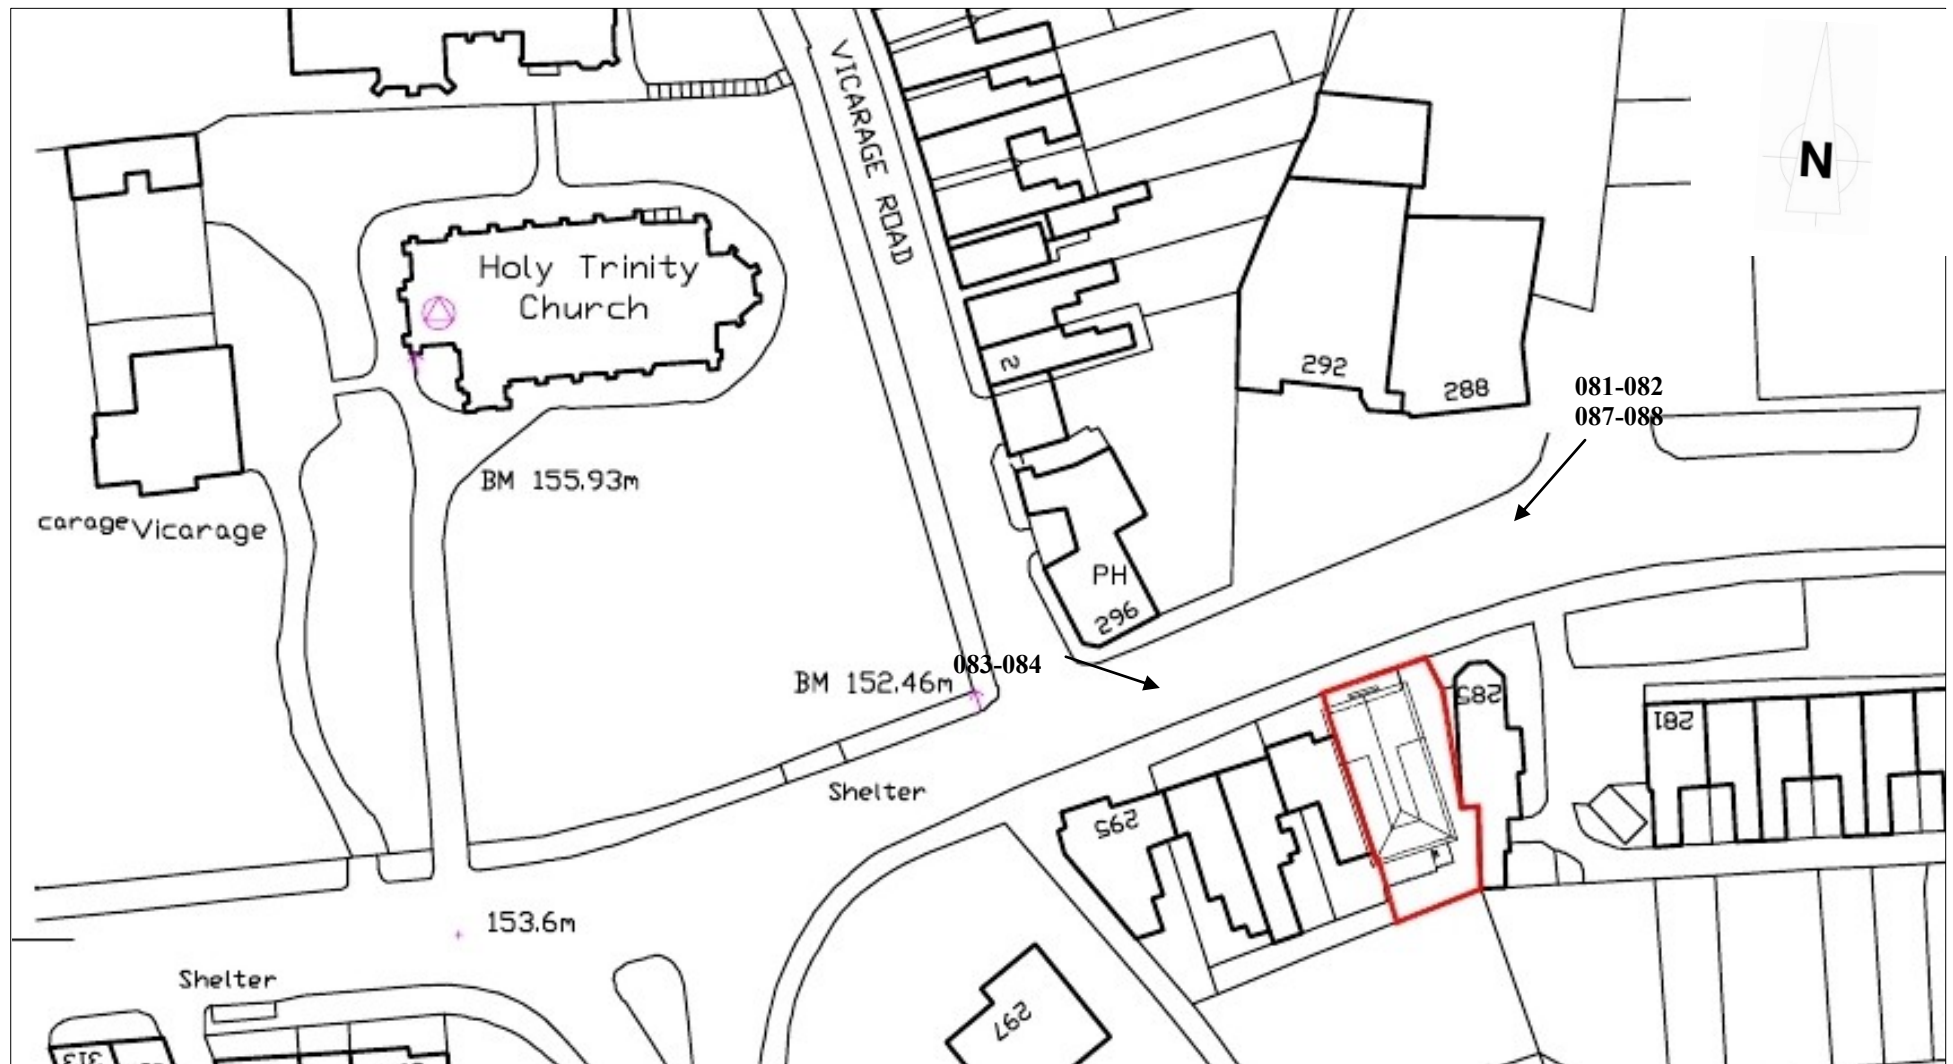 VICARAGE ROAD
N
Holy Trinity
Church
2
292
288
081-082
087-088
BM 155.93m
carage Vicarage
PH
296
083-084
BM 152.46m
285
281
Shelter
295
153.6m
Shelter
297
313